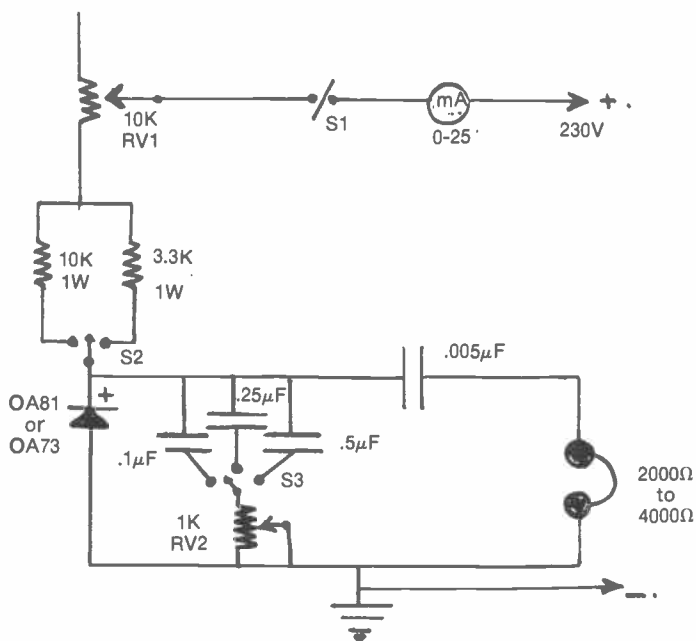 10K
RV1
S1
mA
0-25
+ .
230V
10K
1W
3.3K
1W
S2
.005µF
OA81
or
OA73
+
.1µF
.25µF
.5µF
S3
1K
RV2
2000Ω
to
4000Ω
– .